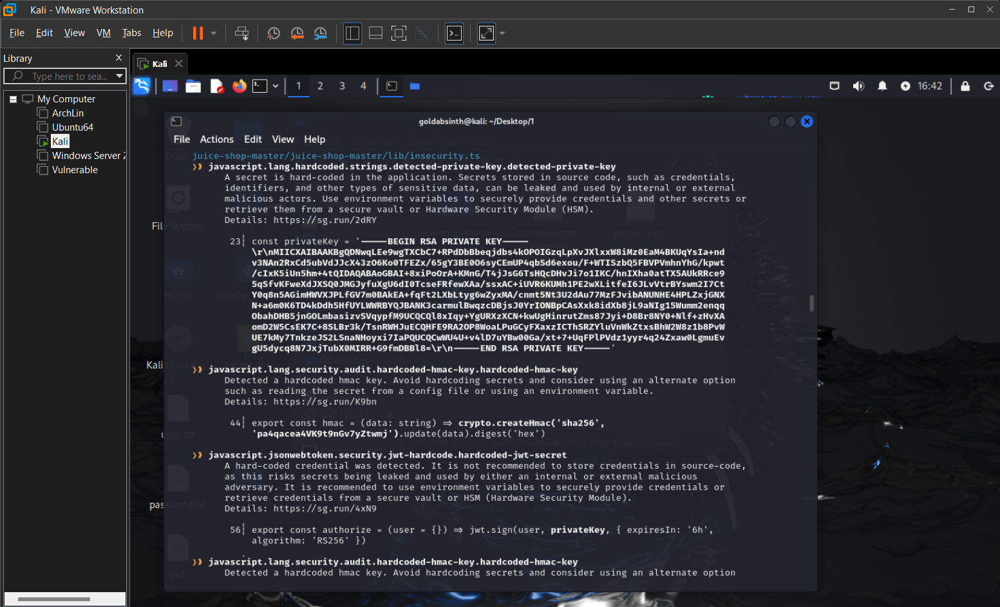 Kali - VMware Workstation
File Edit View VM Tabs Help
Library
Type here to sea...
My Computer
ArchLin
Ubuntu64
Kali
Windows Server 2
Vulnerable
Kali
1 2 3 4
16:42
goldabsinth@kali: ~/Desktop/1
File Actions Edit View Help
juice-shop-master/juice-shop-master/lib/insecurity.ts
❯❱ javascript.lang.hardcoded.strings.detected-private-key.detected-private-key
A secret is hard-coded in the application. Secrets stored in source code, such as credentials,
identifiers, and other types of sensitive data, can be leaked and used by internal or external
malicious actors. Use environment variables to securely provide credentials and other secrets or
retrieve them from a secure vault or Hardware Security Module (HSM).
Details: https://sg.run/2dRY
23┆ const privateKey = '-----BEGIN RSA PRIVATE KEY-----
\r\nMIICXAIBAAKBgQDNwqLEe9wgTXCbC7+RPdDbBbeqjdbs4kOPOIGzqLpXvJXlxxW8iMz0EaM4BKUqYsIa+nd
v3NAn2RxCd5ubVdJJcX43zO6Ko0TFEZx/65gY3BE0O6syCEmUP4qbSd6exou/F+WTISzbQ5FBVPVmhnYhG/kpwt
/cIxK5iUn5hm+4tQIDAQABAoGBAI+8xiPoOrA+KMnG/T4jJsG6TsHQcDHvJi7o1IKC/hnIXha0atTX5AUkRRce9
5qSfvKFweXdJXSQ0JMGJyfuXgU6dI0TcseFRfewXAa/ssxAC+iUVR6KUMh1PE2wXLitfeI6JLvVtrBYswm2I7Ct
Y0q8n5AGimHWVXJPLfGV7m0BAkEA+fqFt2LXbLtyg6wZyxMA/cnmt5Nt3U2dAu77MzFJvibANUNHE4HPLZxjGNX
N+a6m0K6TD4kDdh5HfUYLWWRBYQJBANK3carmulBwqzcDBjsJ0YrIONBpCAsXxk8idXb8jL9aNIg15Wumm2enqq
ObahDHB5jnGOLmbasizvSVqypfM9UCQCQl8xIqy+YgURXzXCN+kwUgHinrutZms87Jyi+D8Br8NY0+Nlf+zHvXA
omD2W5CsEK7C+8SLBr3k/TsnRWHJuECQHFE9RA2OP8WoaLPuGCyFXaxzICThSRZYluVnWkZtxsBhW2W8z1b8PvW
UE7kMy7TnkzeJS2LSnaNHoyxi7IaPQUCQCwWU4U+v4lD7uYBw00Ga/xt+7+UqFPlPVdz1yyr4q24Zxaw0LgmuEv
gU5dycq8N7JxjTubX0MIRR+G9fmDBBl8=\r\n-----END RSA PRIVATE KEY-----'
❯❱ javascript.lang.security.audit.hardcoded-hmac-key.hardcoded-hmac-key
Detected a hardcoded hmac key. Avoid hardcoding secrets and consider using an alternate option
such as reading the secret from a config file or using an environment variable.
Details: https://sg.run/K9bn
44┆ export const hmac = (data: string) => crypto.createHmac('sha256',
'pa4qacea4VK9t9nGv7yZtwmj').update(data).digest('hex')
❯❱ javascript.jsonwebtoken.security.jwt-hardcode.hardcoded-jwt-secret
A hard-coded credential was detected. It is not recommended to store credentials in source-code,
as this risks secrets being leaked and used by either an internal or external malicious
adversary. It is recommended to use environment variables to securely provide credentials or
retrieve credentials from a secure vault or HSM (Hardware Security Module).
Details: https://sg.run/4xN9
56┆ export const authorize = (user = {}) => jwt.sign(user, privateKey, { expiresIn: '6h',
algorithm: 'RS256' })
❯❱ javascript.lang.security.audit.hardcoded-hmac-key.hardcoded-hmac-key
Detected a hardcoded hmac key. Avoid hardcoding secrets and consider using an alternate option
File System
Home
Kali Linux
user.txt
password.txt
out